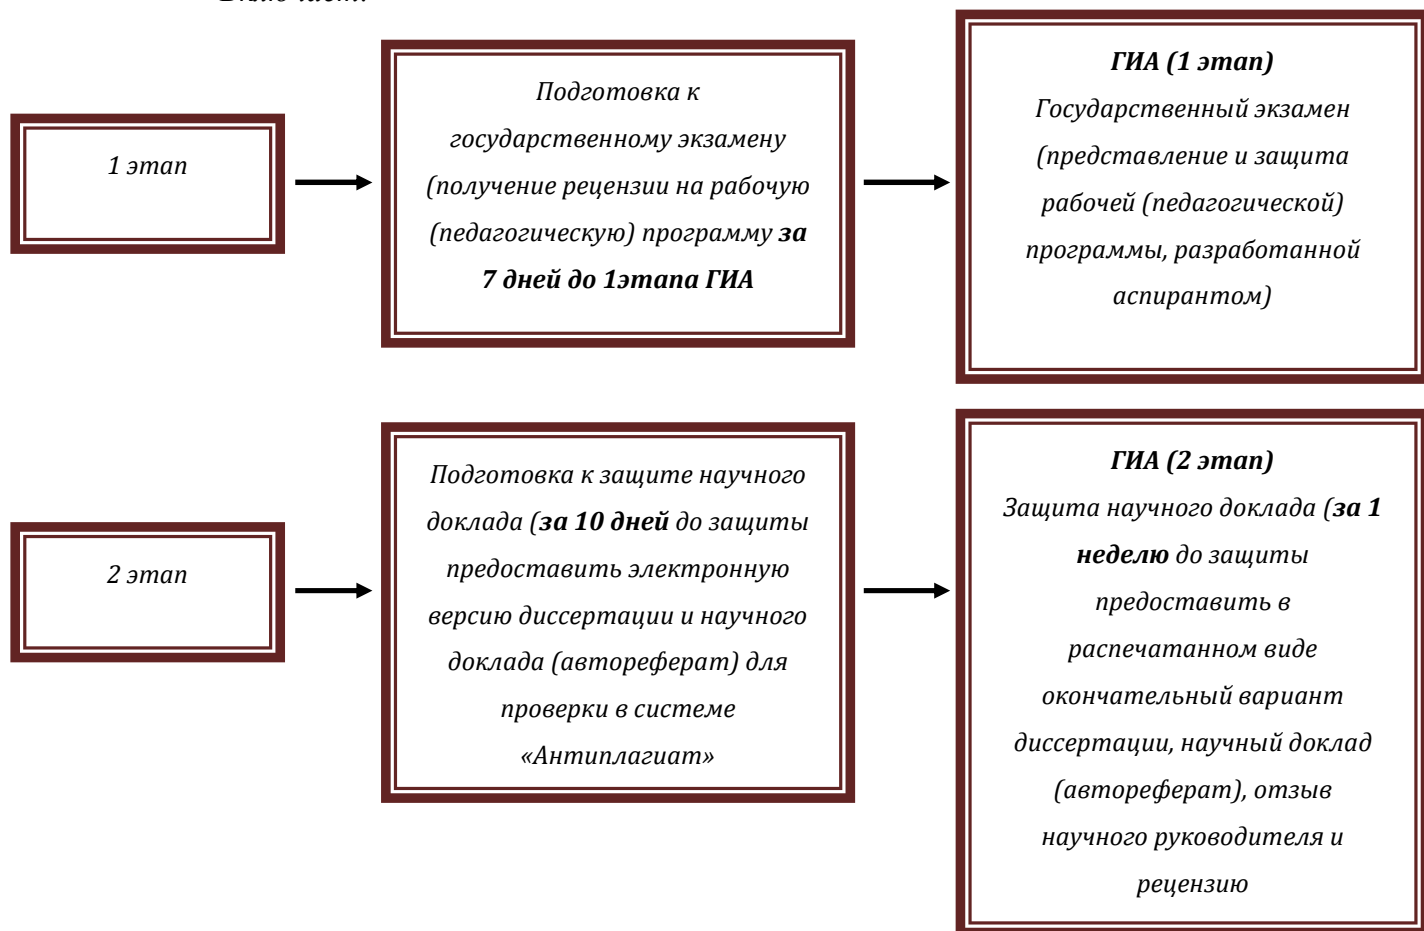 1 этап
Подготовка к
государственному экзамену
(получение рецензии на рабочую
(педагогическую) программу за
7 дней до 1этапа ГИА
ГИА (1 этап)
Государственный экзамен
(представление и защита
рабочей (педагогической)
программы, разработанной
аспирантом)
2 этап
Подготовка к защите научного
доклада (за 10 дней до защиты
предоставить электронную
версию диссертации и научного
доклада (автореферат) для
проверки в системе
«Антиплагиат»
ГИА (2 этап)
Защита научного доклада (за 1
неделю до защиты
предоставить в
распечатанном виде
окончательный вариант
диссертации, научный доклад
(автореферат), отзыв
научного руководителя и
рецензию